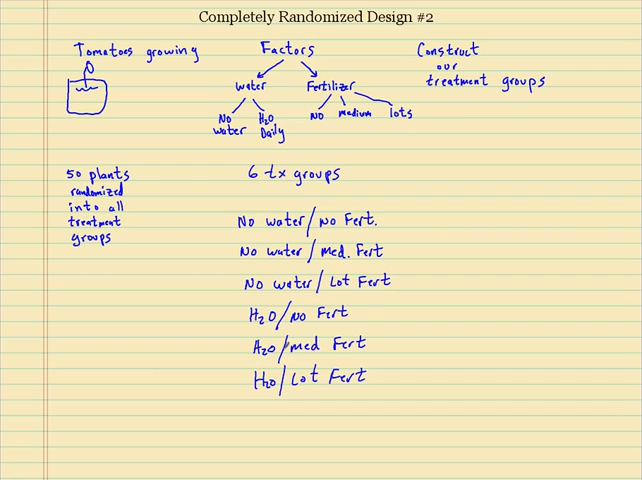 Completely Randomized Design #2
Tomatoes growing
Factors
Water
Fertilizer
No Water
H2O Daily
No
medium
lots
Construct
our
treatment groups
50 plants
randomized
into all
treatment
groups
6 tx groups
No water/No Fert.
No water/med. Fert
No water/Lot Fert
H2O/No Fert
H2O/med Fert
H2O/Lot Fert